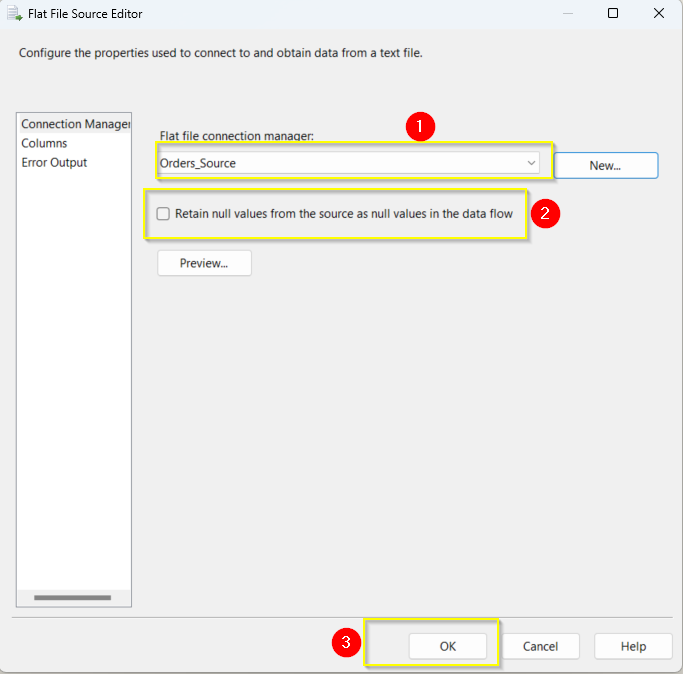 Flat File Source Editor
Configure the properties used to connect to and obtain data from a text file.
Connection Manager
Columns
Error Output
1
Flat file connection manager:
Orders_Source
New...
Retain null values from the source as null values in the data flow
2
Preview...
3
OK
Cancel
Help